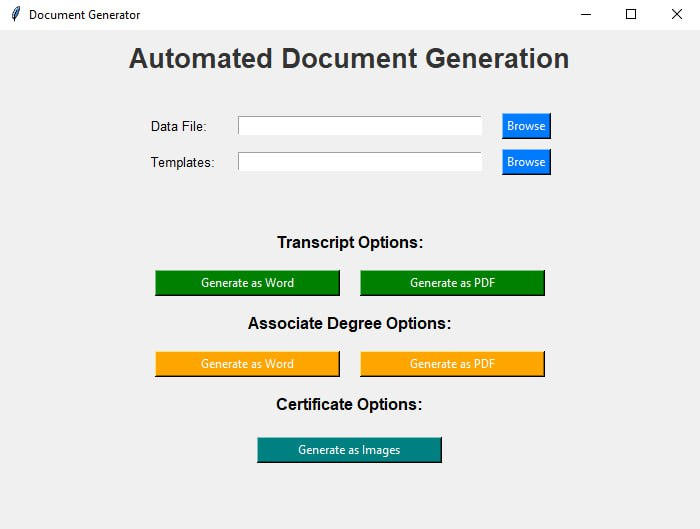 Document Generator
Automated Document Generation
Data File: Browse
Templates: Browse
Transcript Options:
Generate as Word Generate as PDF
Associate Degree Options:
Generate as Word Generate as PDF
Certificate Options:
Generate as Images